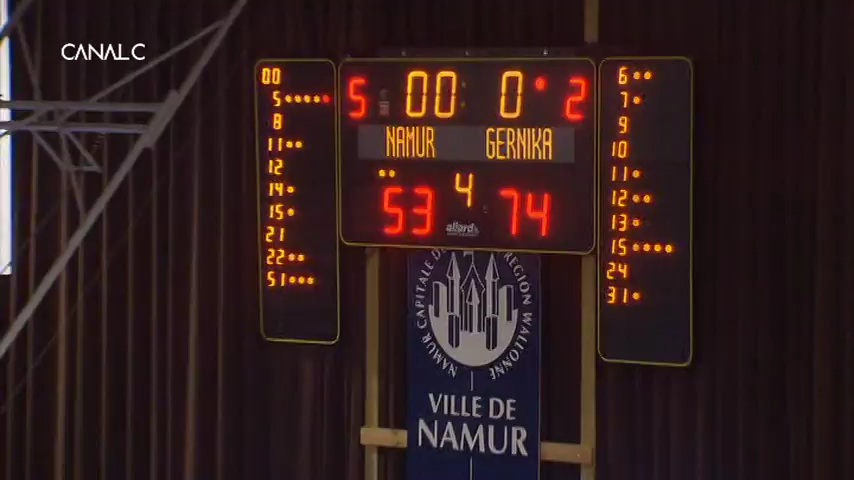 CANAL C
00
5
8
11
12
14
15
21
22
51
5 00 0 2
NAMUR GERNIKA
53 4 74
allard
6
7
9
10
11
12
13
15
24
31
NAMUR CAPITALE DE LA REGION WALLONNE
VILLE DE
NAMUR